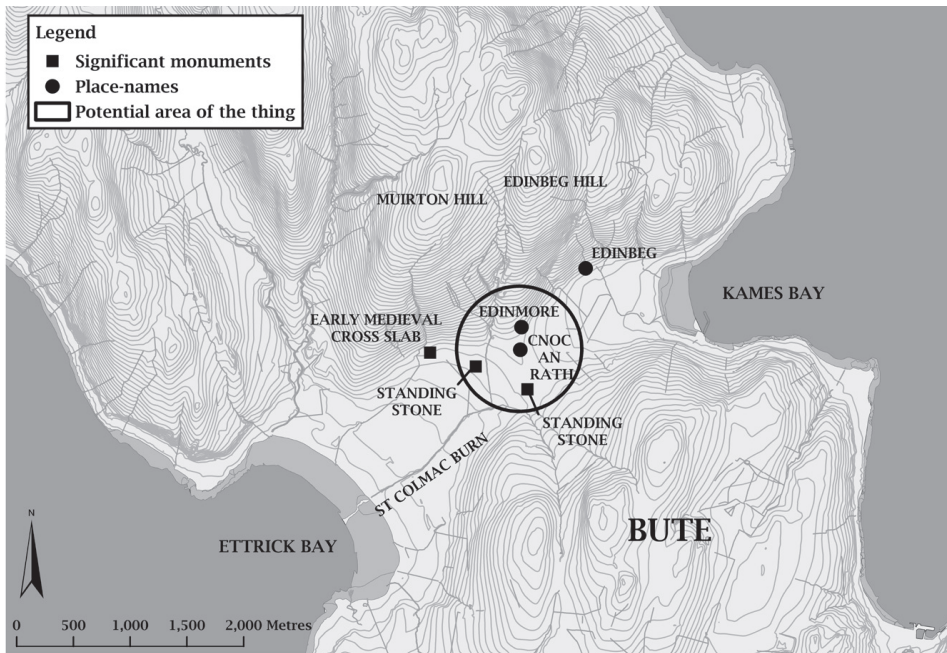 Legend
Significant monuments
Place-names
Potential area of the thing
EDINBEG HILL
MUIRTON HILL
EDINBEG
KAMES BAY
EDINMORE
EARLY MEDIEVAL
CROSS SLAB
CNOC
AN
RATH
STANDING
STONE
STANDING
STONE
ST COLMAC BURN
BUTE
ETTRICK BAY
N
0 500 1,000 1,500 2,000 Metres